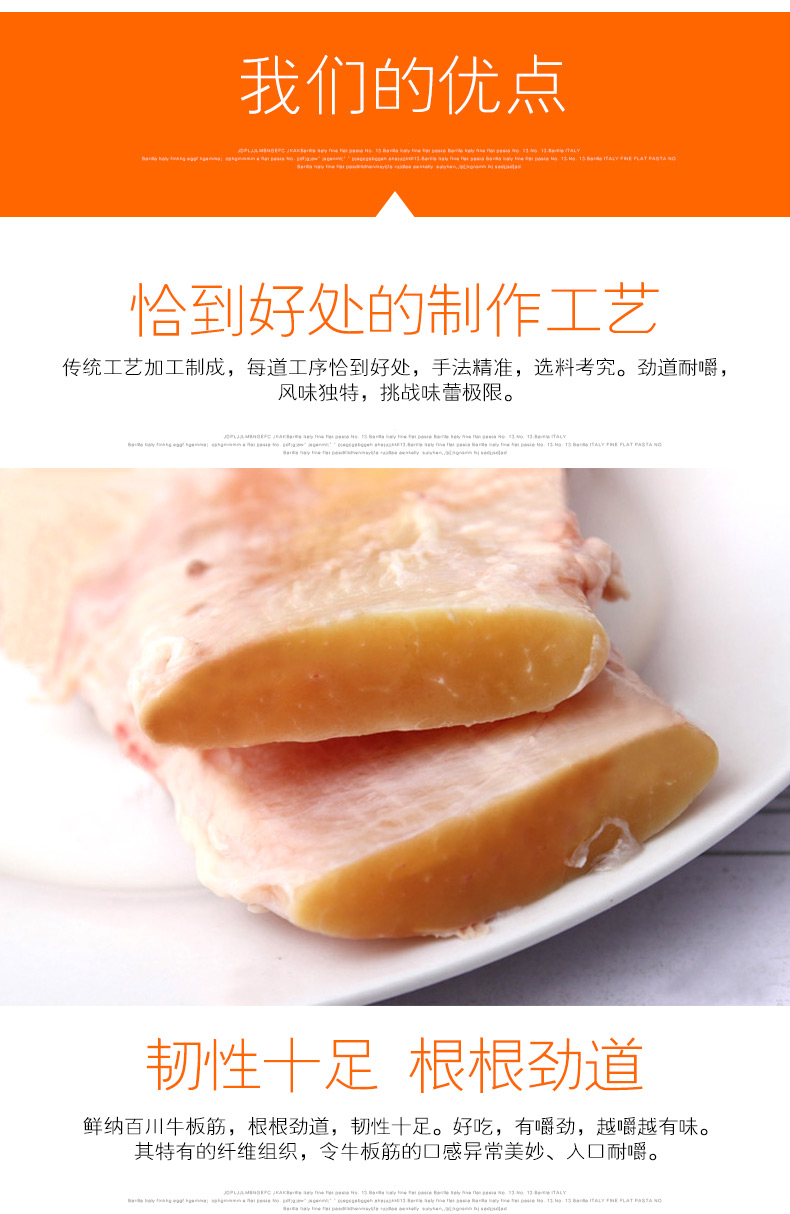 我们的优点
恰到好处的制作工艺
传统工艺加工制成，每道工序恰到好处，手法精准，选料考究。劲道耐嚼，
风味独特，挑战味蕾极限。
韧性十足 根根劲道
鲜纳百川牛板筋，根根劲道，韧性十足。好吃，有嚼劲，越嚼越有味。
其特有的纤维组织，令牛板筋的口感异常美妙、入口耐嚼。